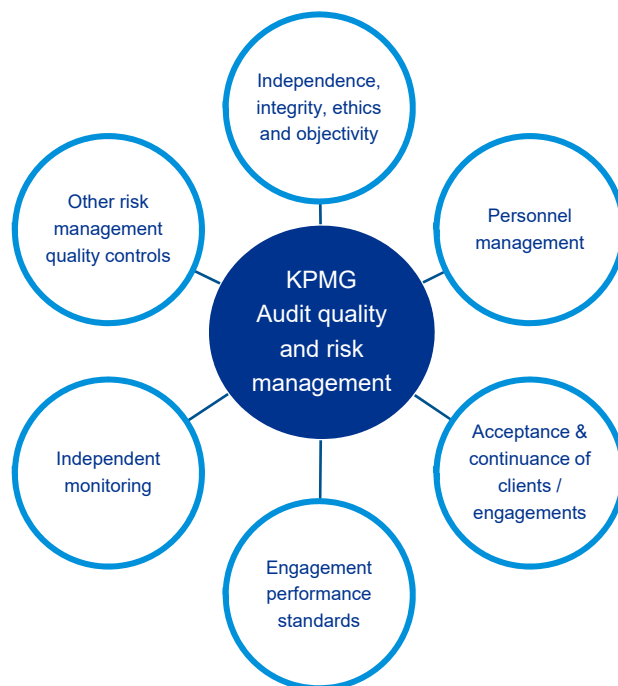 Independence,
integrity, ethics
and objectivity
Other risk
management
quality controls
Personnel
management
KPMG
Audit quality
and risk
management
Independent
monitoring
Acceptance &
continuance of
clients /
engagements
Engagement
performance
standards